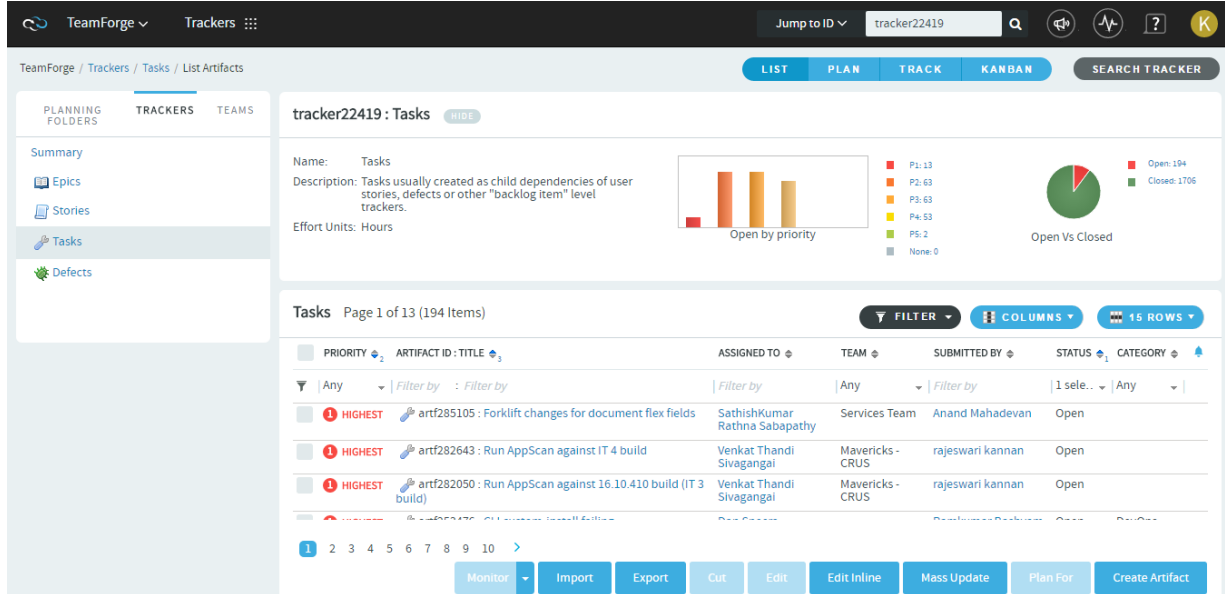 TeamForge
Trackers
Jump to ID
tracker22419
?
K
TeamForge / Trackers / Tasks / List Artifacts
LIST
PLAN
TRACK
KANBAN
SEARCH TRACKER
PLANNING FOLDERS
TRACKERS
TEAMS
Summary
Epics
Stories
Tasks
Defects
tracker22419 : Tasks
HIDE
Name: Tasks
Description: Tasks usually created as child dependencies of user
stories, defects or other "backlog item" level
trackers.
Effort Units: Hours
Open by priority
P1: 13
P2: 63
P3: 63
P4: 53
P5: 2
None: 0
Open Vs Closed
Open: 194
Closed: 1706
Tasks Page 1 of 13 (194 Items)
FILTER
COLUMNS
15 ROWS
PRIORITY 2 ARTIFACT ID : TITLE 3 ASSIGNED TO TEAM SUBMITTED BY STATUS 1 CATEGORY
Any Filter by : Filter by Filter by Any Filter by 1 sele.. Any
1 HIGHEST artf285105 : Forklift changes for document flex fields SathishKumar Services Team Anand Mahadevan Open
Rathna Sabapathy
1 HIGHEST artf282643 : Run AppScan against IT 4 build Venkat Thandi Mavericks - rajeswari kannan Open
Sivagangai CRUS
1 HIGHEST artf282050 : Run AppScan against 16.10.410 build (IT 3 Venkat Thandi Mavericks - rajeswari kannan Open
build) Sivagangai CRUS
1 2 3 4 5 6 7 8 9 10
Monitor
Import
Export
Cut
Edit
Edit Inline
Mass Update
Plan For
Create Artifact